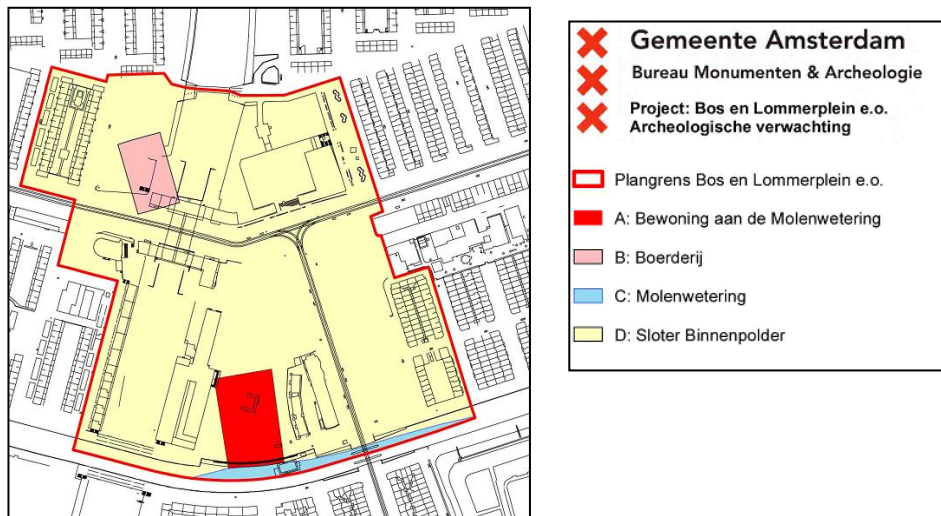 Gemeente Amsterdam
Bureau Monumenten & Archeologie
Project: Bos en Lommerplein e.o.
Archeologische verwachting
Plangrens Bos en Lommerplein e.o.
A: Bewoning aan de Molenwetering
B: Boerderij
C: Molenwetering
D: Sloter Binnenpolder